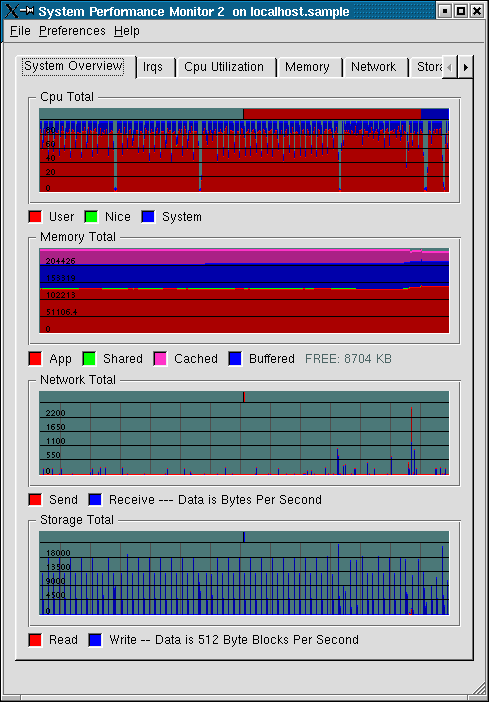 System Performance Monitor 2 on localhost.sample
File Preferences Help
System Overview Irqs Cpu Utilization Memory Network Stora
Cpu Total
60
40
20
0
User Nice System
Memory Total
204426
102213
51106.4
0
App Shared Cached Buffered FREE: 8704 KB
Network Total
2200
1650
1100
550
0
Send Receive --- Data is Bytes Per Second
Storage Total
18000
13500
9000
4500
0
Read Write -- Data is 512 Byte Blocks Per Second